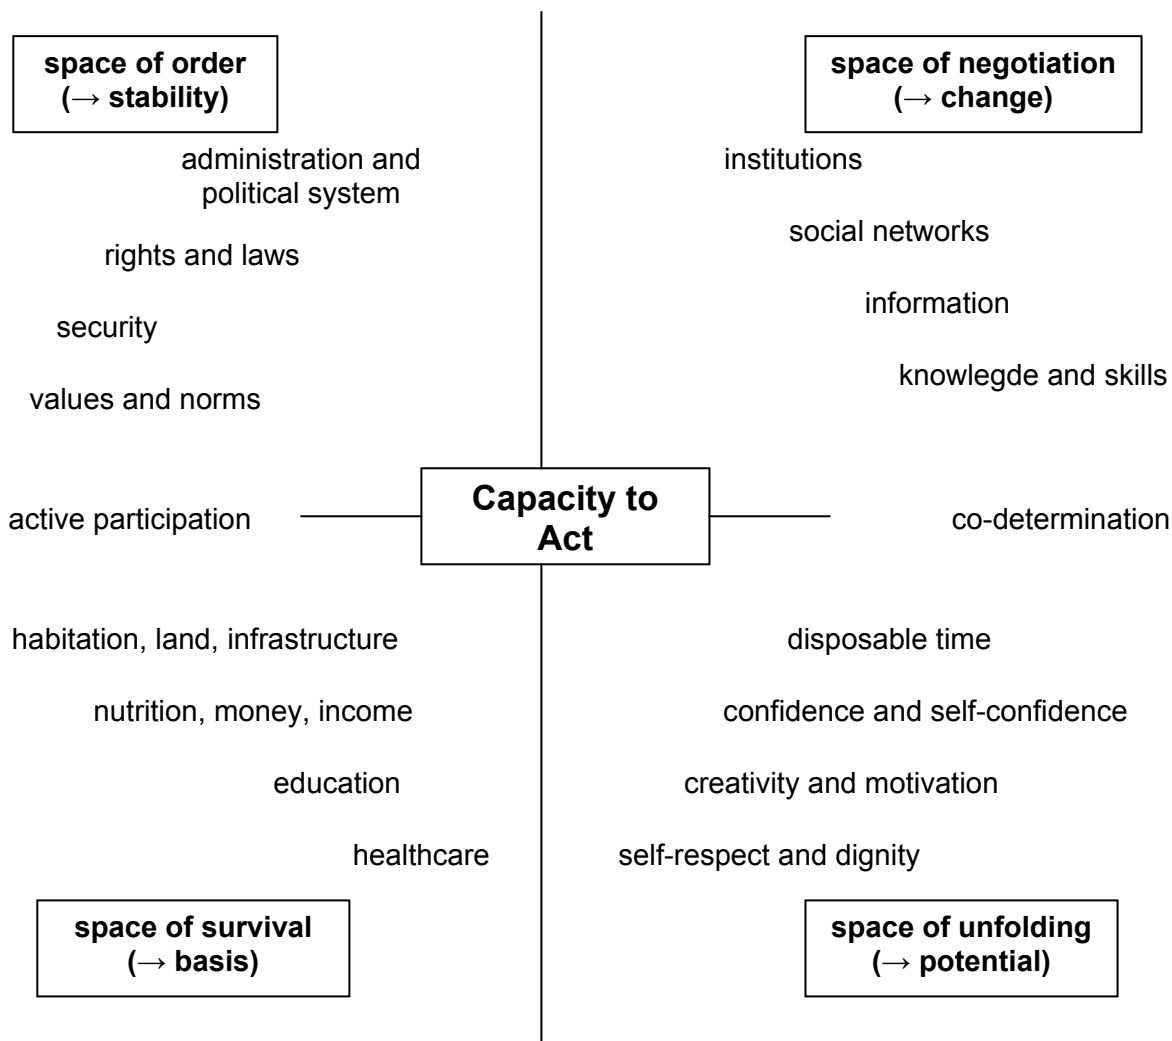 space of order
(→ stability)
space of negotiation
(→ change)
administration and
political system
institutions
rights and laws
social networks
security
information
values and norms
knowlegde and skills
active participation
Capacity to
Act
co-determination
habitation, land, infrastructure
disposable time
nutrition, money, income
confidence and self-confidence
education
creativity and motivation
healthcare
self-respect and dignity
space of survival
(→ basis)
space of unfolding
(→ potential)